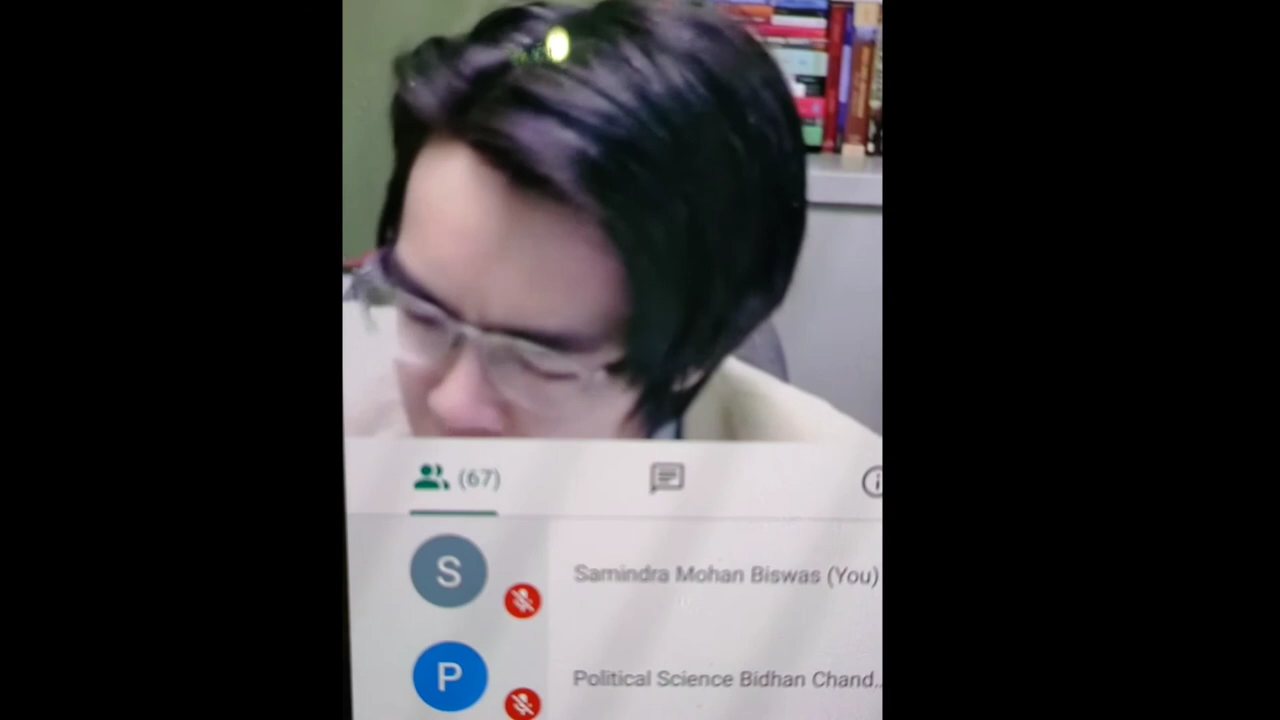 (67)
S
Samindra Mohan Biswas (You)
P
Political Science Bidhan Chand..